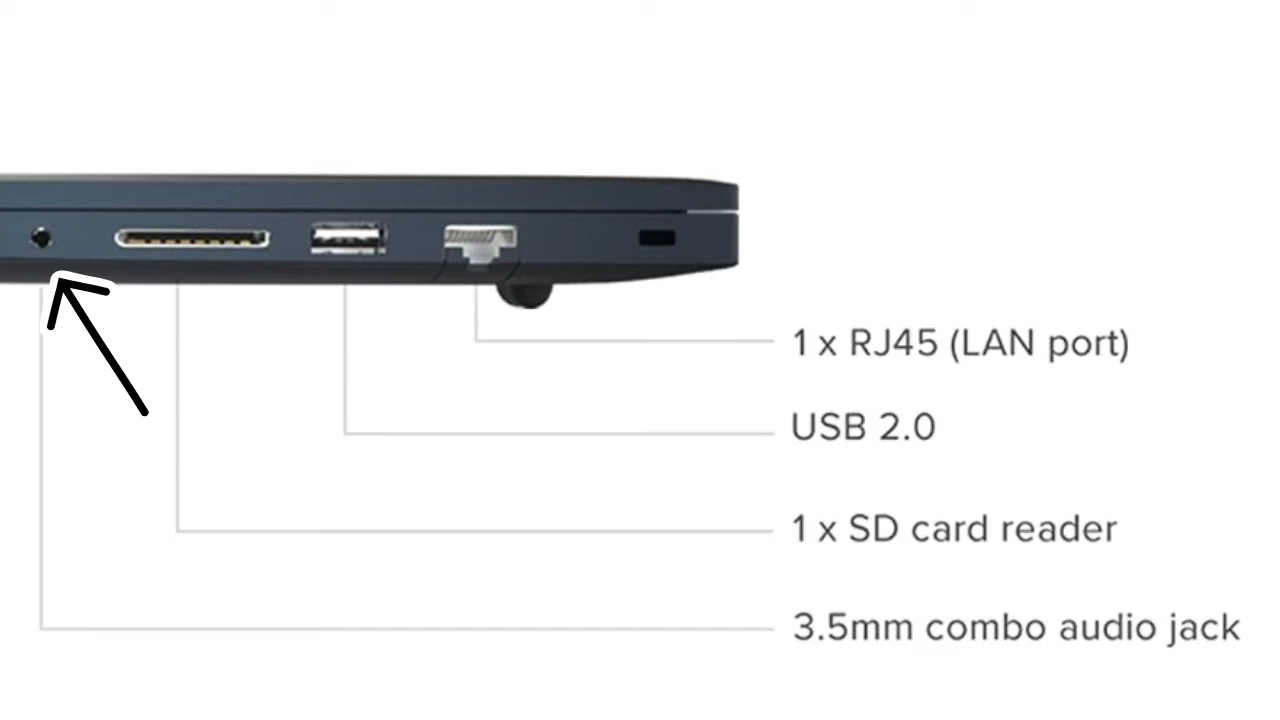 1 x RJ45 (LAN port)
USB 2.0
1 x SD card reader
3.5mm combo audio jack